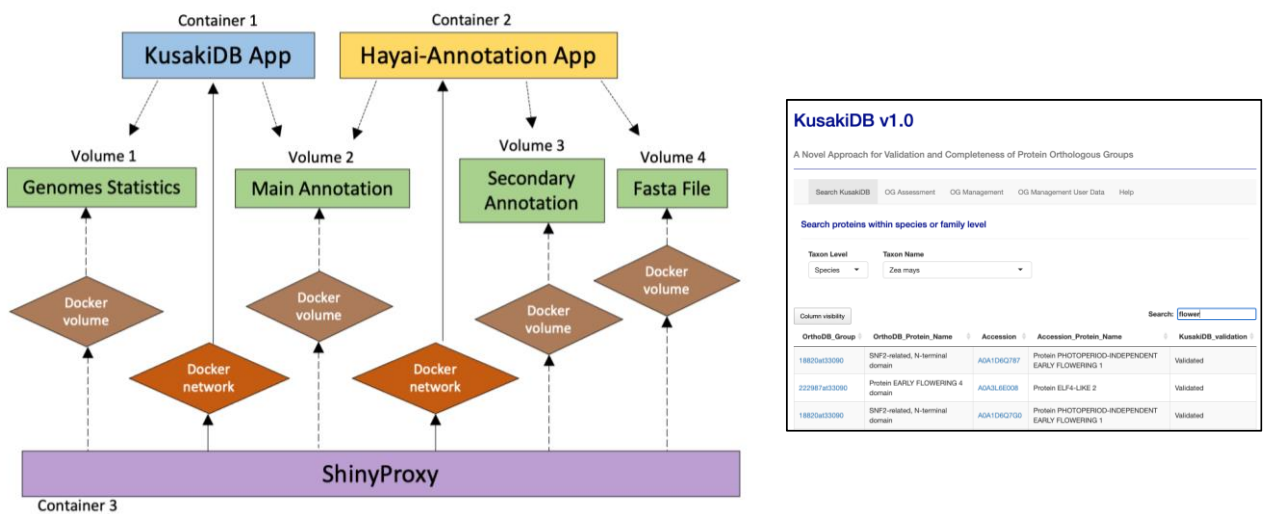 Container 1
KusakiDB App
Container 2
Hayai-Annotation App
Volume 1
Genomes Statistics
Volume 2
Main Annotation
Volume 3
Secondary
Annotation
Volume 4
Fasta File
Docker
volume
Docker
volume
Docker
volume
Docker
volume
Docker
network
Docker
network
ShinyProxy
Container 3
KusakiDB v1.0
A Novel Approach for Validation and Completeness of Protein Orthologous Groups
Search KusakiDB OG Assessment OG Management OG Management User Data Help
Search proteins within species or family level
Taxon Level Taxon Name
Species Zea mays
Column visibility Search: flower
OrthoDB_Group OrthoDB_Protein_Name Accession Accession_Protein_Name KusakiDB_validation
18820at33090 SNF2-related, N-terminal domain A0A1D6Q787 Protein PHOTOPERIOD-INDEPENDENT EARLY FLOWERING 1 Validated
222987at33090 Protein EARLY FLOWERING 4 domain A0A3L6E008 Protein ELF4-LIKE 2 Validated
18820at33090 SNF2-related, N-terminal domain A0A1D6Q7G0 Protein PHOTOPERIOD-INDEPENDENT EARLY FLOWERING 1 Validated